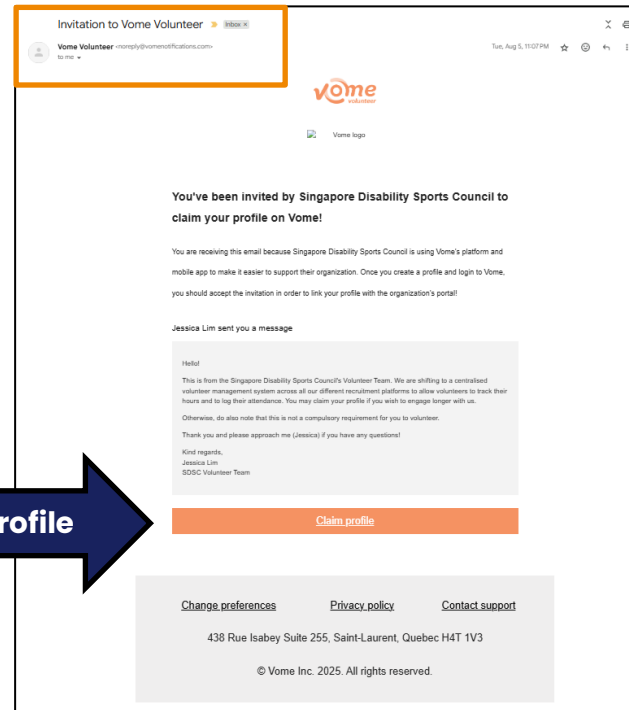 Invitation to Vome Volunteer
Inbox ×
Vome Volunteer <noreply@vomenotifications.com>
to me
Tue, Aug 5, 11:07 PM
vome
volunteer
Vome logo
You've been invited by Singapore Disability Sports Council to
claim your profile on Vome!
You are receiving this email because Singapore Disability Sports Council is using Vome's platform and
mobile app to make it easier to support their organization. Once you create a profile and login to Vome,
you should accept the invitation in order to link your profile with the organization's portal!
Jessica Lim sent you a message
Hello!
This is from the Singapore Disability Sports Council's Volunteer Team. We are shifting to a centralised
volunteer management system across all our different recruitment platforms to allow volunteers to track their
hours and to log their attendance. You may claim your profile if you wish to engage longer with us.
Otherwise, do also note that this is not a compulsory requirement for you to volunteer.
Thank you and please approach me (Jessica) if you have any questions!
Kind regards,
Jessica Lim
SDSC Volunteer Team
rofile
Claim profile
Change preferences Privacy policy Contact support
438 Rue Isabey Suite 255, Saint-Laurent, Quebec H4T 1V3
© Vome Inc. 2025. All rights reserved.